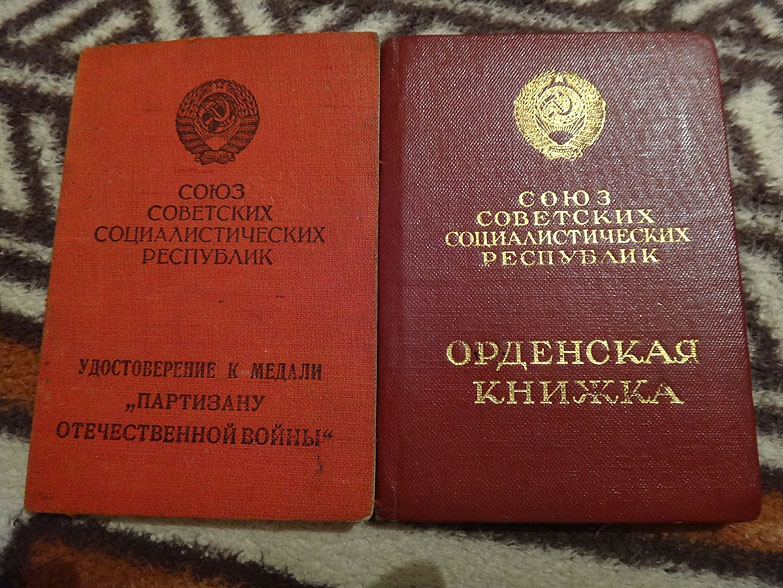 СОЮЗ
СОВЕТСКИХ
СОЦИАЛИСТИЧЕСКИХ
РЕСПУБЛИК
УДОСТОВЕРЕНИЕ К МЕДАЛИ
„ПАРТИЗАНУ
ОТЕЧЕСТВЕННОЙ ВОЙНЫ“
СОЮЗ
СОВЕТСКИХ
СОЦИАЛИСТИЧЕСКИХ
РЕСПУБЛИК
ОРДЕНСКАЯ
КНИЖКА